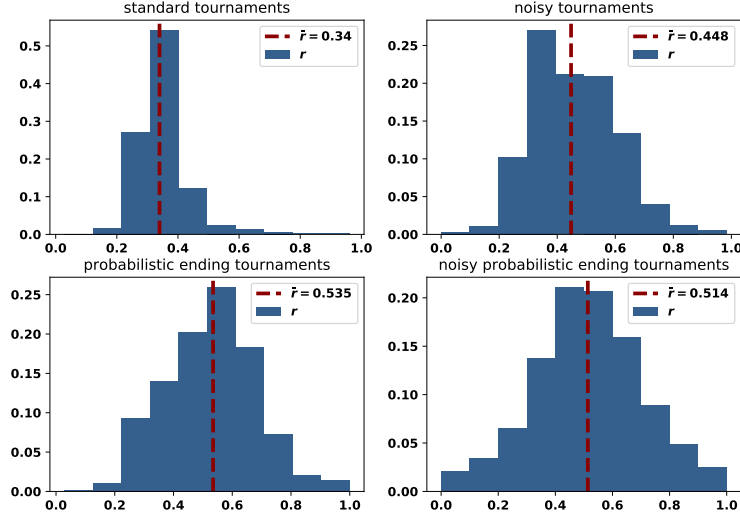 standard tournaments
r̄ = 0.34
r
0.5
0.4
0.3
0.2
0.1
0.0
0.0 0.2 0.4 0.6 0.8 1.0
noisy tournaments
r̄ = 0.448
r
0.25
0.20
0.15
0.10
0.05
0.00
0.0 0.2 0.4 0.6 0.8 1.0
probabilistic ending tournaments
r̄ = 0.535
r
0.25
0.20
0.15
0.10
0.05
0.00
0.0 0.2 0.4 0.6 0.8 1.0
noisy probabilistic ending tournaments
r̄ = 0.514
r
0.20
0.15
0.10
0.05
0.00
0.0 0.2 0.4 0.6 0.8 1.0